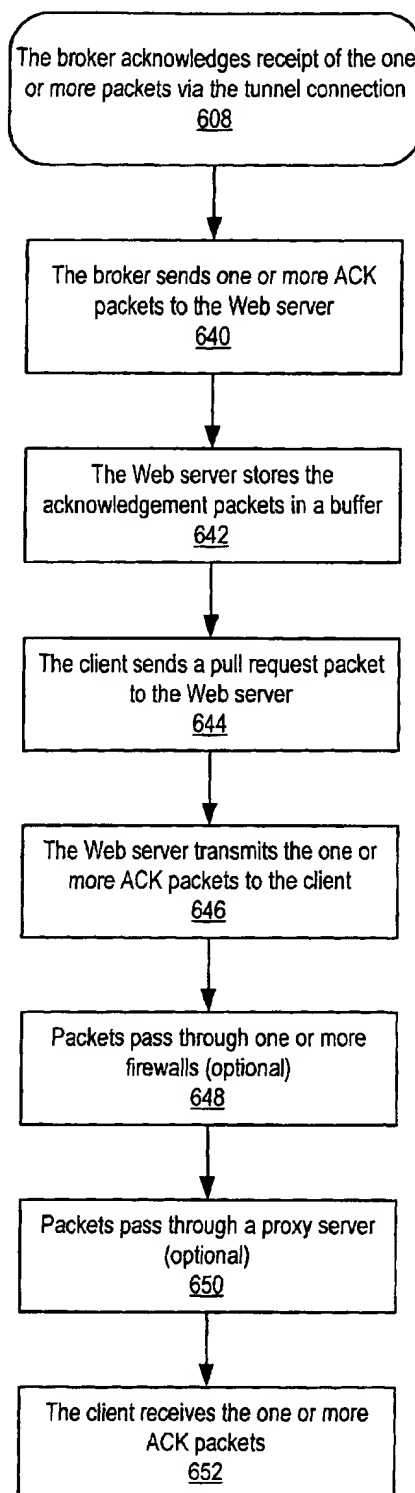 The broker acknowledges receipt of the one
or more packets via the tunnel connection
608
The broker sends one or more ACK
packets to the Web server
640
The Web server stores the
acknowledgement packets in a buffer
642
The client sends a pull request packet
to the Web server
644
The Web server transmits the one or
more ACK packets to the client
646
Packets pass through one or more
firewalls (optional)
648
Packets pass through a proxy server
(optional)
650
The client receives the one or more
ACK packets
652